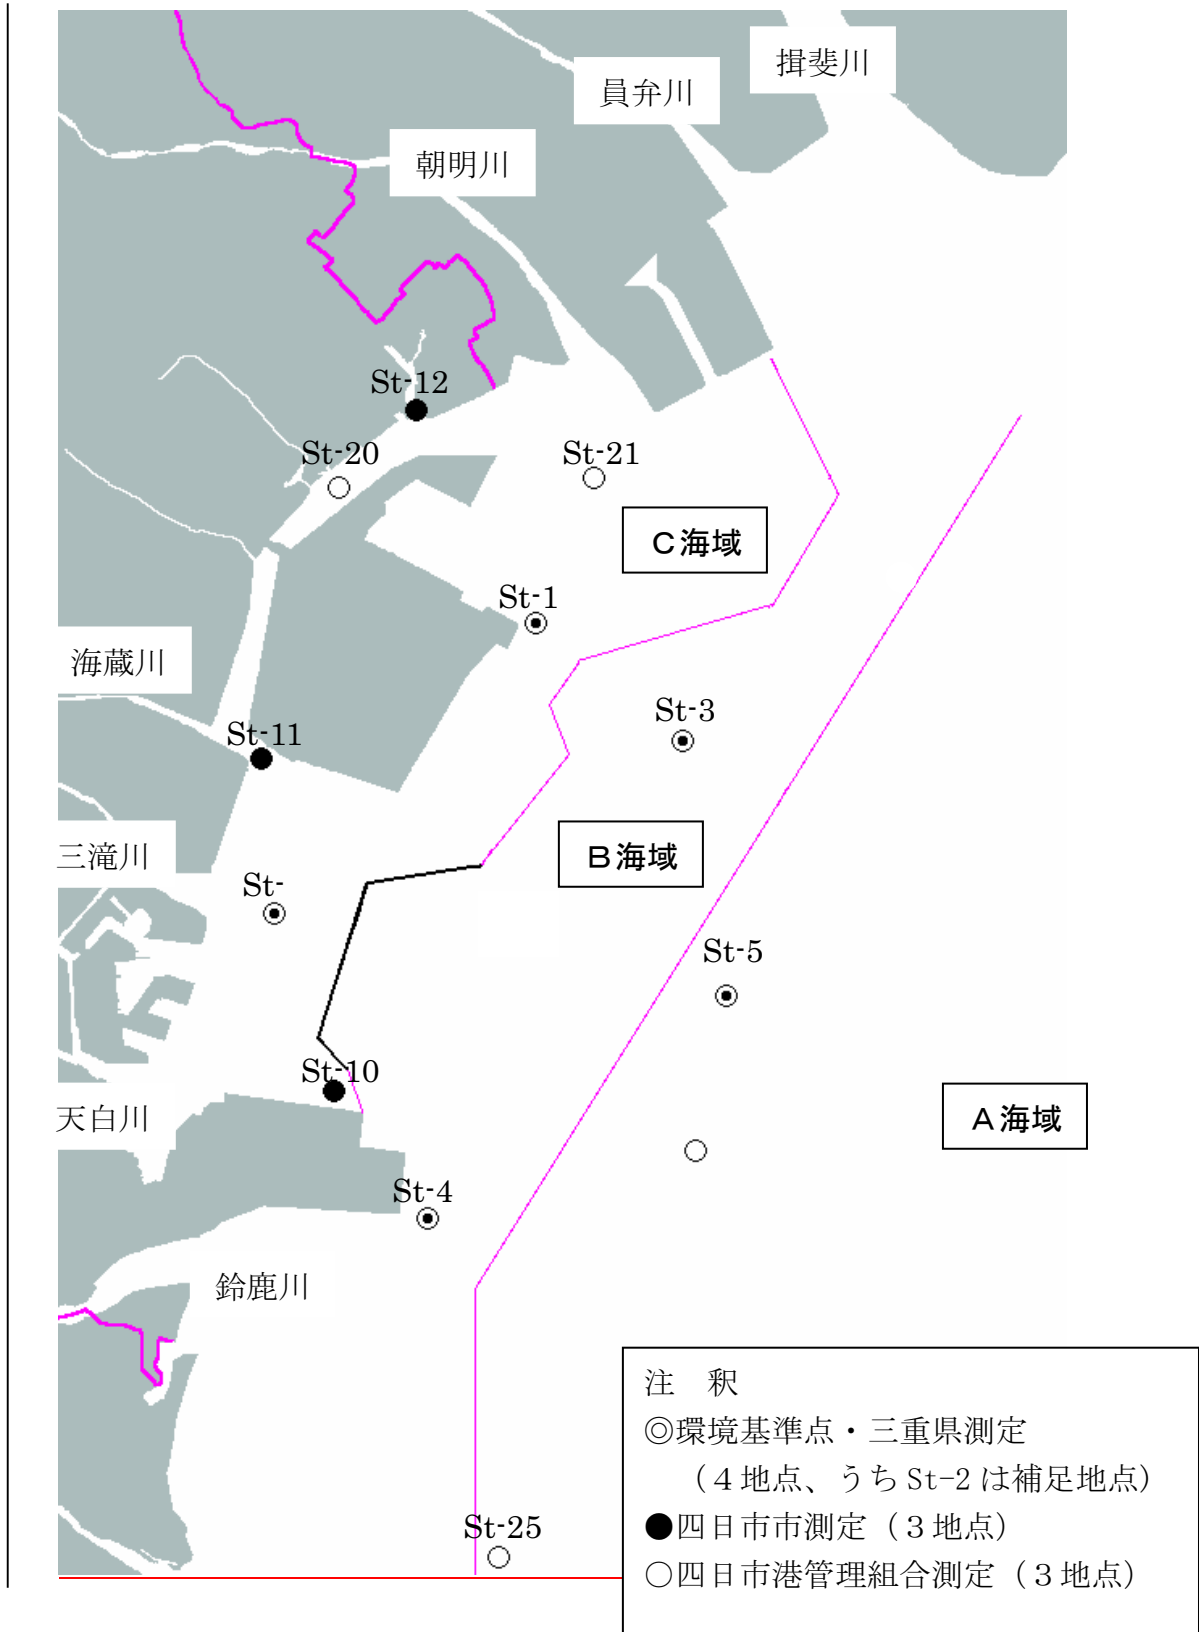 揖斐川
員弁川
朝明川
St-12
St-20
St-21
C海域
St-1
海蔵川
St-3
St-11
三滝川
B海域
St-
St-5
St-10
天白川
A海域
St-4
鈴鹿川
St-25
注 釈
◎環境基準点・三重県測定
(4地点、うち St-2 は補足地点)
●四日市市測定(3地点)
○四日市港管理組合測定(3地点)